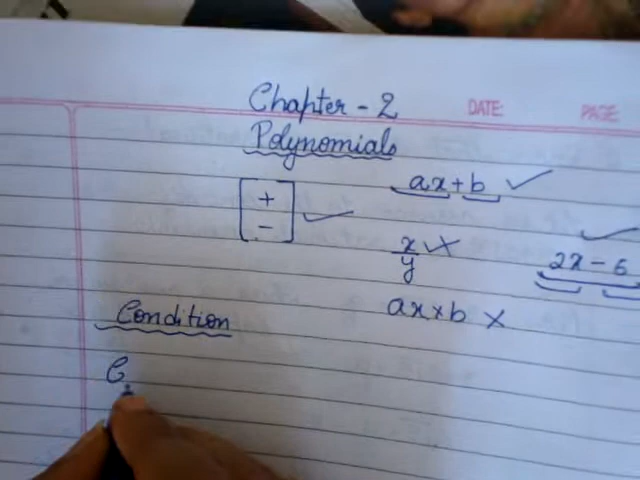 Chapter - 2
DATE: PAGE:
Polynomials
[+ -] ✓
ax+b ✓
x/y ✗
2x - 6 ✓
ax×b ✗
Condition
C